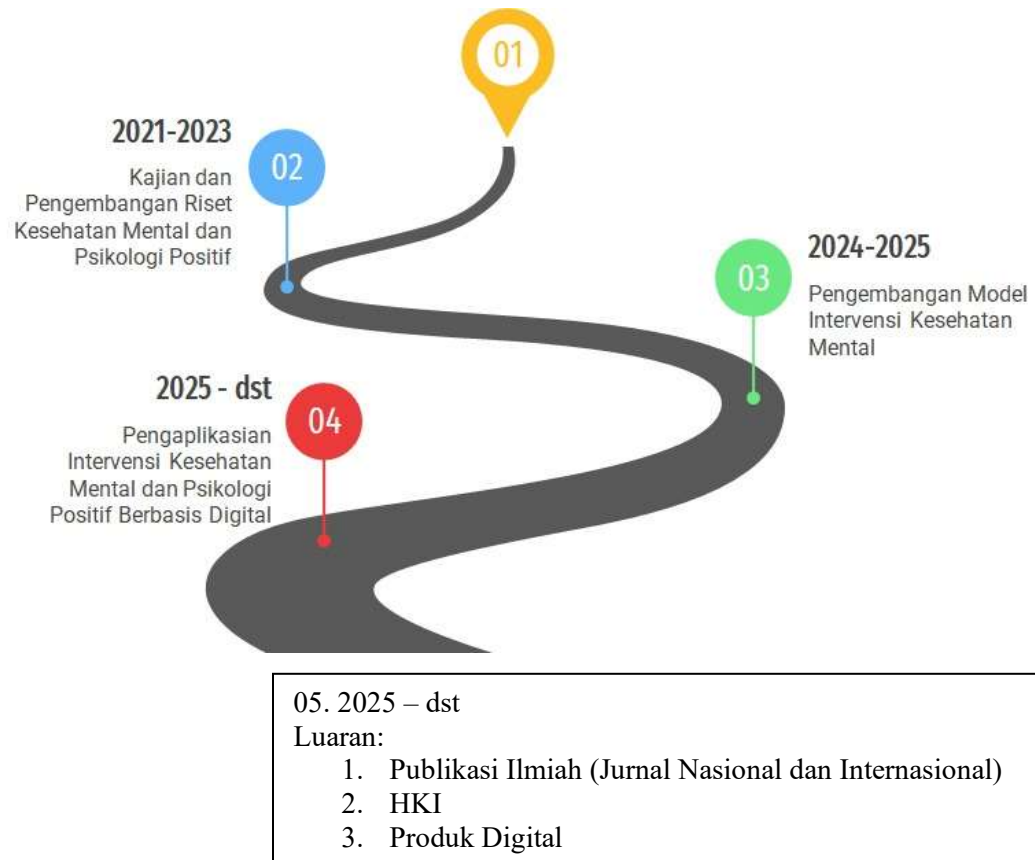 01
2021-2023
02
Kajian dan
Pengembangan Riset
Kesehatan Mental dan
Psikologi Positif
03
2024-2025
Pengembangan Model
Intervensi Kesehatan
Mental
2025 - dst
04
Pengaplikasian
Intervensi Kesehatan
Mental dan Psikologi
Positif Berbasis Digital
05. 2025 – dst
Luaran:
1. Publikasi Ilmiah (Jurnal Nasional dan Internasional)
2. HKI
3. Produk Digital